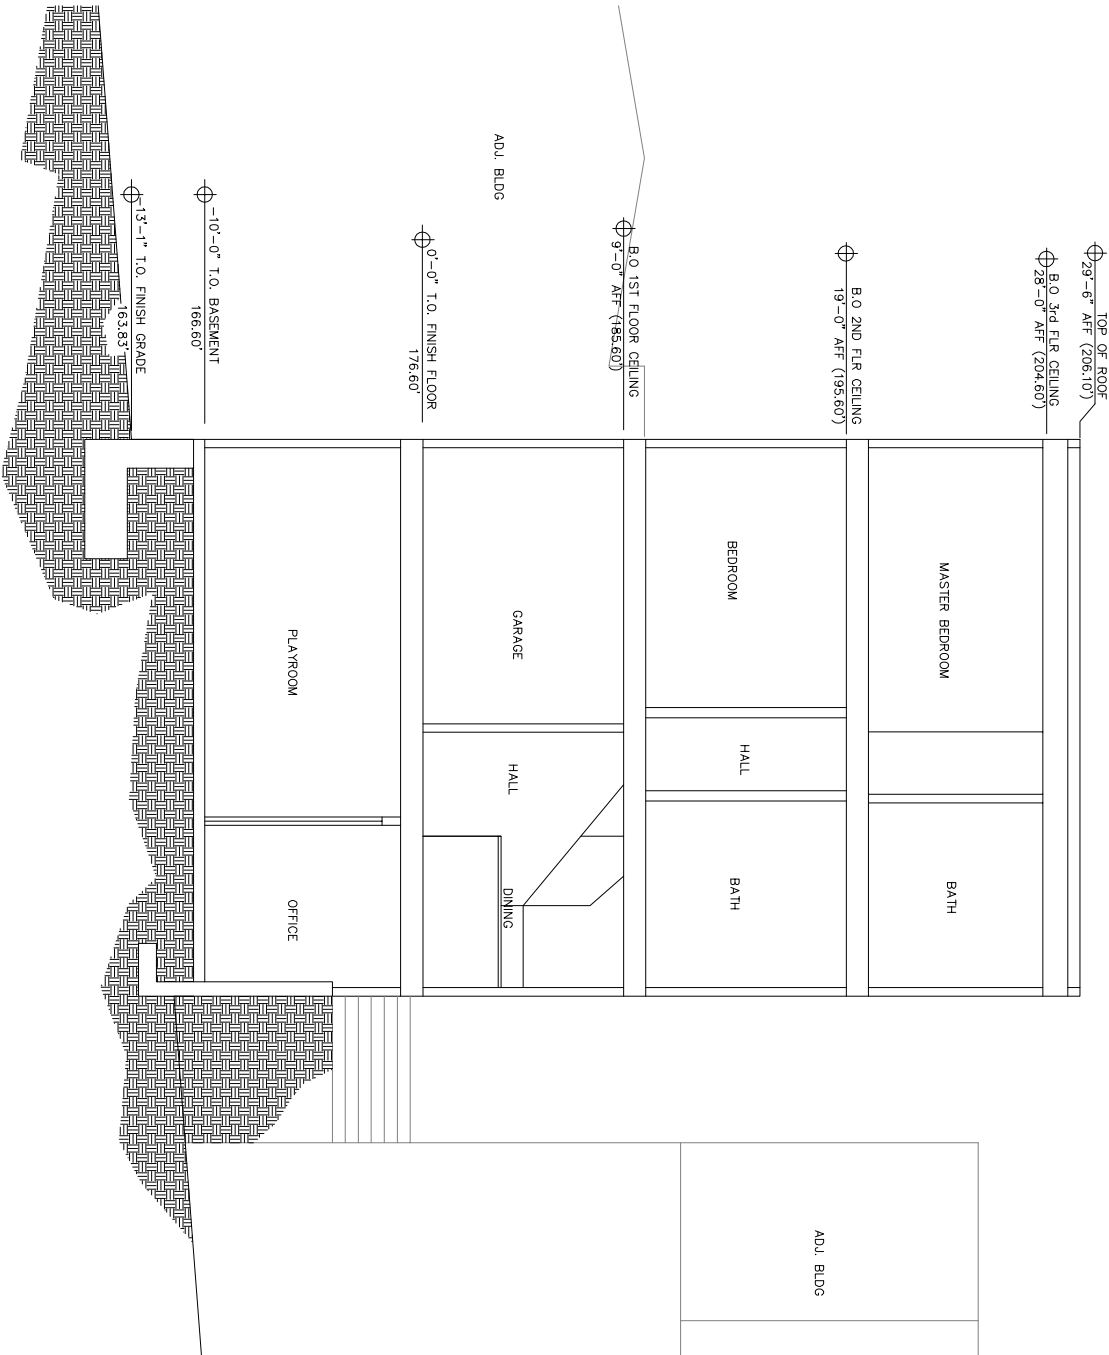 TOP OF ROOF
29'-6" AFF (206.10')
B.O 3rd FLR CEILING
28'-0" AFF (204.60')
B.O 2ND FLR CEILING
19'-0" AFF (195.60')
B.O 1ST FLOOR CEILING
9'-0" AFF (185.60')
0'-0" T.O. FINISH FLOOR
176.60'
-10'-0" T.O. BASEMENT
166.60'
-13'-1" T.O. FINISH GRADE
163.83'
ADJ. BLDG
MASTER BEDROOM
BATH
BEDROOM
HALL
BATH
GARAGE
HALL
DINING
PLAYROOM
OFFICE
ADJ. BLDG